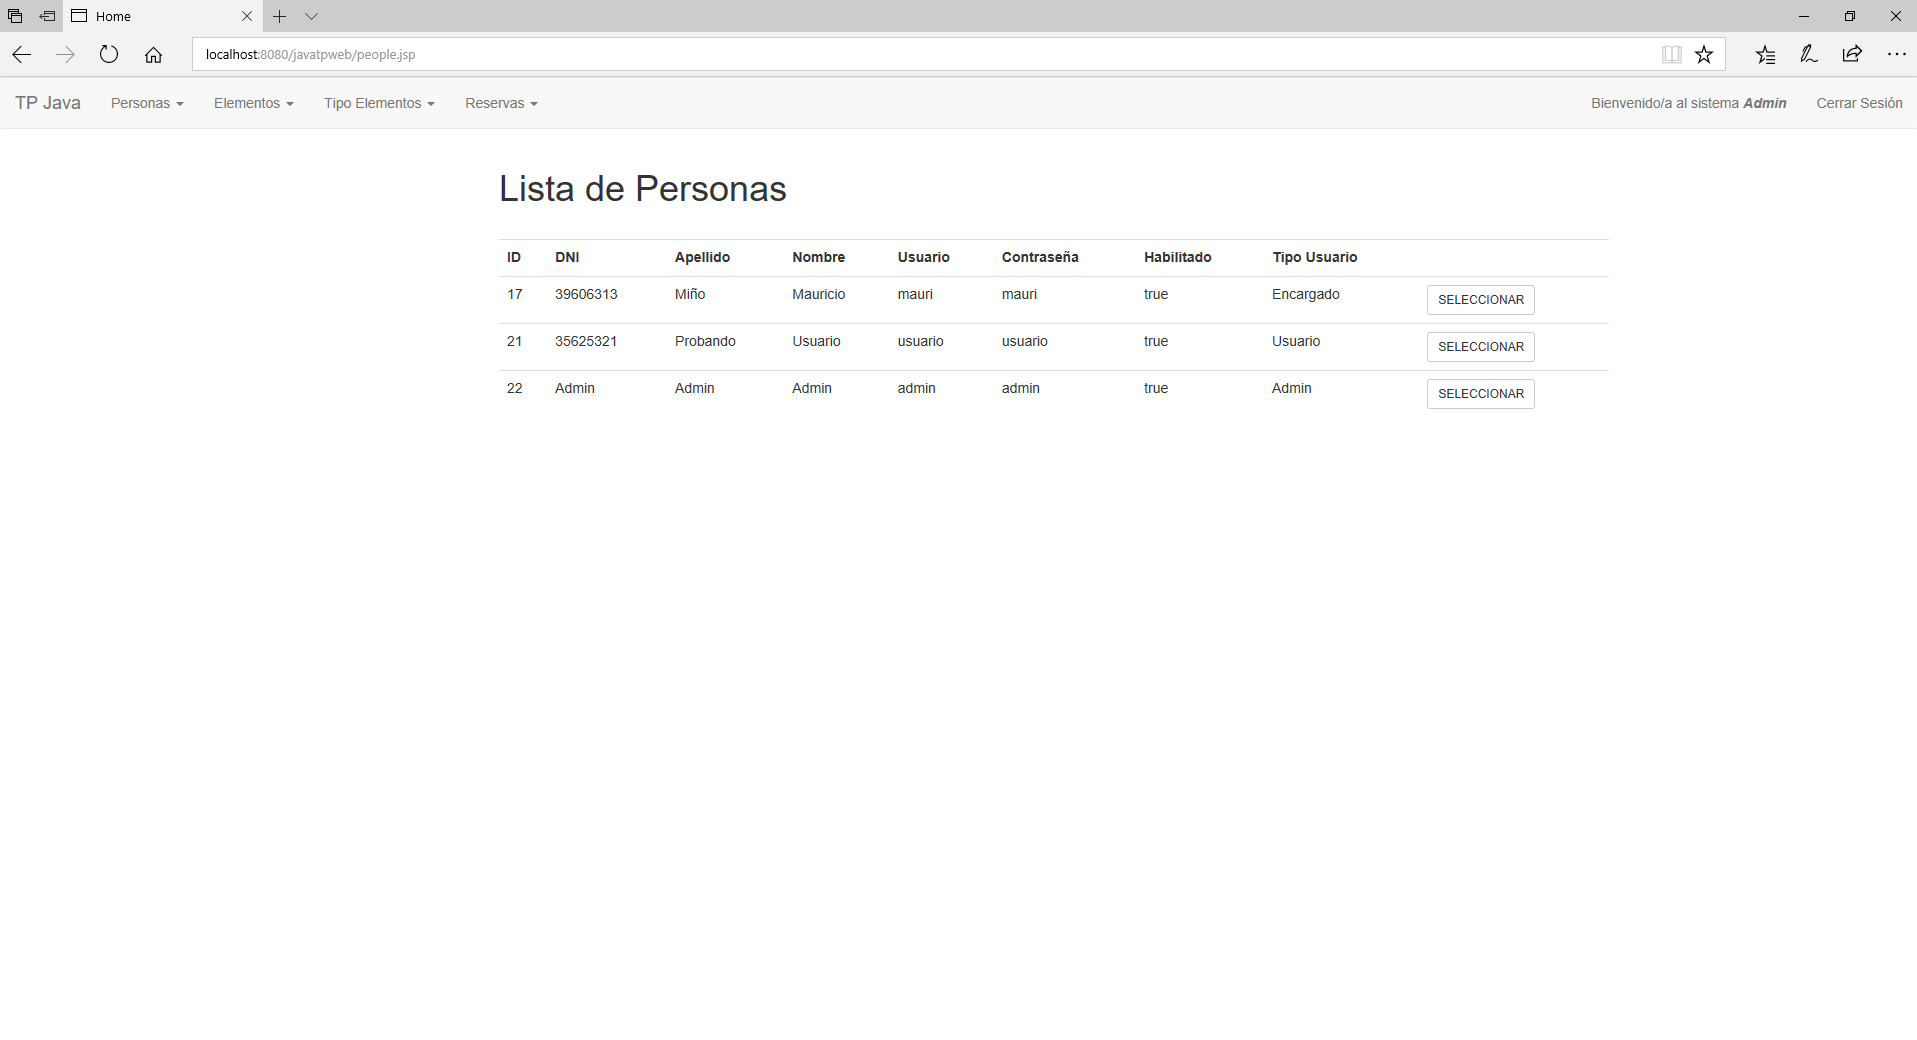 Home
localhost:8080/javatpweb/people.jsp
TP Java Personas Elementos Tipo Elementos Reservas Bienvenido/a al sistema Admin Cerrar Sesión
Lista de Personas
ID DNI Apellido Nombre Usuario Contraseña Habilitado Tipo Usuario
17 39606313 Miño Mauricio mauri mauri true Encargado SELECCIONAR
21 35625321 Probando Usuario usuario usuario true Usuario SELECCIONAR
22 Admin Admin Admin admin admin true Admin SELECCIONAR